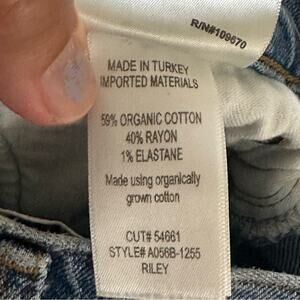 R/N#109670
MADE IN TURKEY
IMPORTED MATERIALS
59% ORGANIC COTTON
40% RAYON
1% ELASTANE
Made using organically
grown cotton
CUT# 54661
STYLE# A056B-1255
RILEY